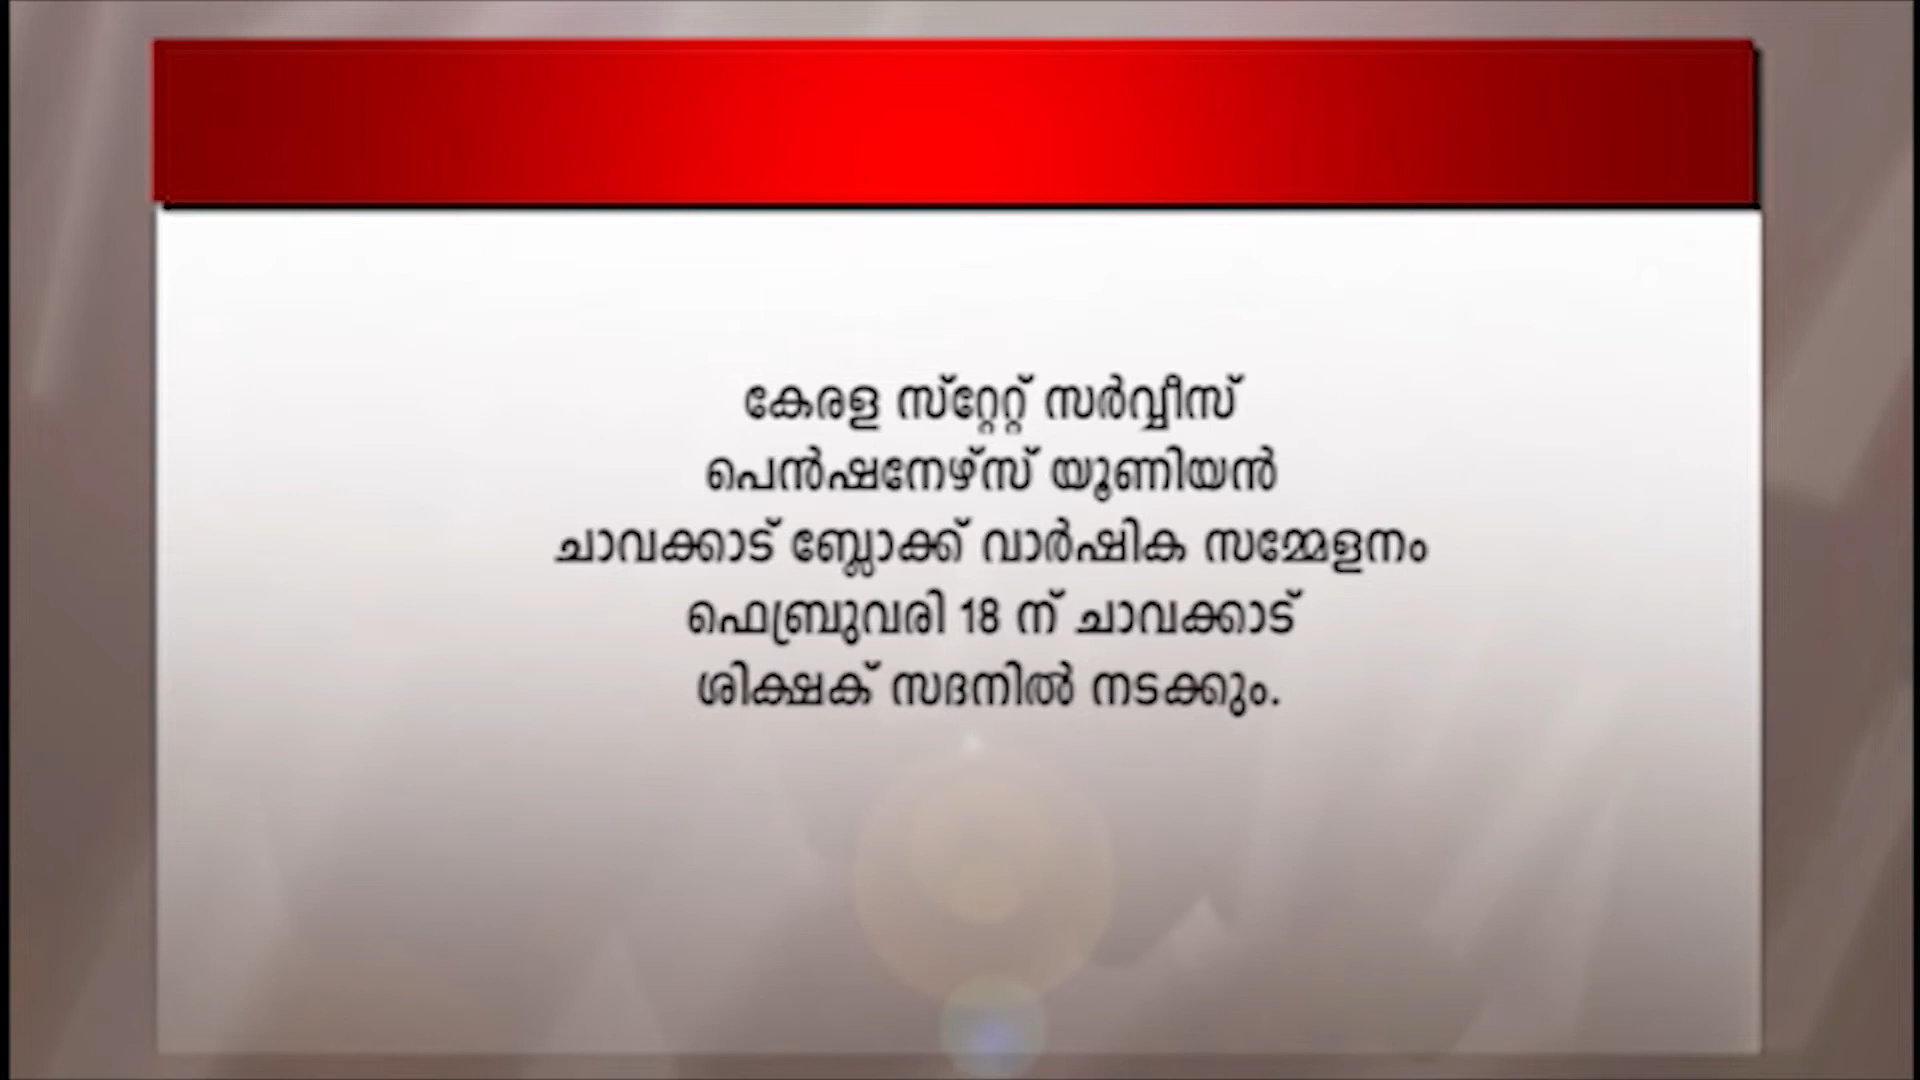 കേരള സ്റ്റേറ്റ് സർവ്വീസ്
പെൻഷനേഴ്സ് യൂണിയൻ
ചാവക്കാട് ബ്ലോക്ക് വാർഷിക സമ്മേളനം
ഫെബ്രുവരി 18 ന് ചാവക്കാട്
ശിക്ഷക് സദനിൽ നടക്കും.